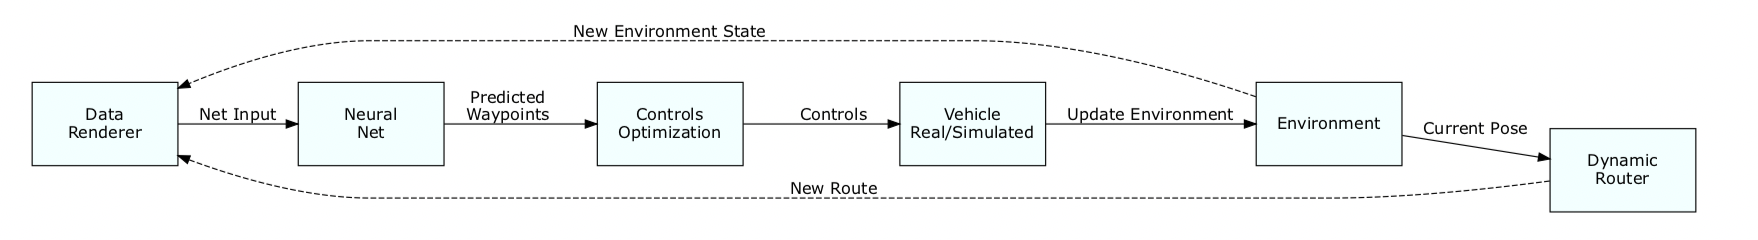 New Environment State
Data
Renderer
Net Input
Neural
Net
Predicted
Waypoints
Controls
Optimization
Controls
Vehicle
Real/Simulated
Update Environment
Environment
Current Pose
Dynamic
Router
New Route